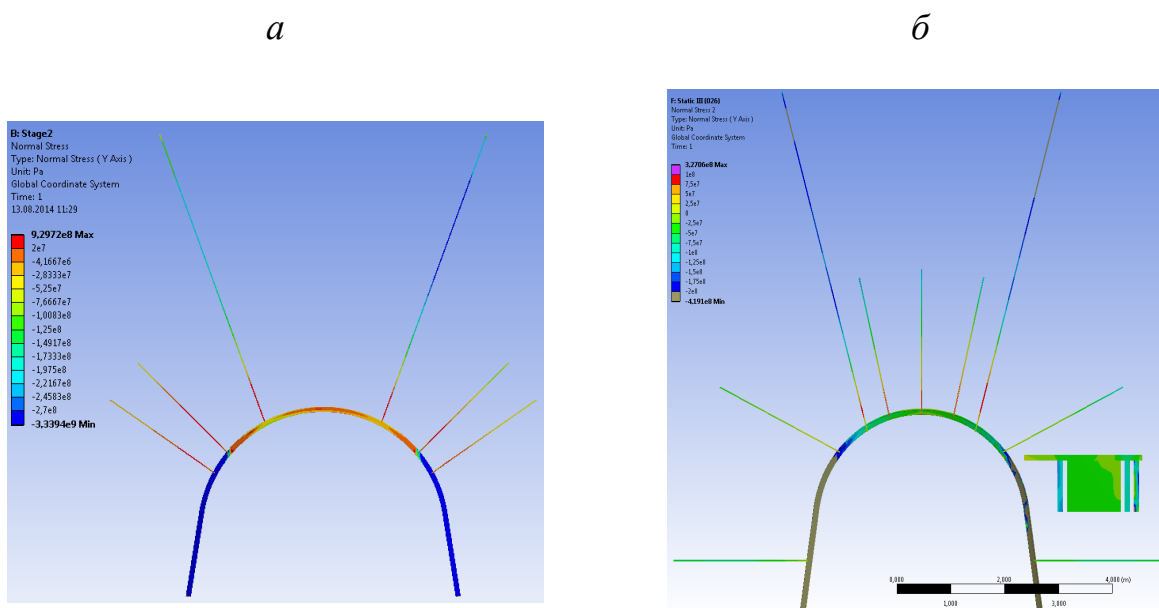 а
б
B: Stage2
Normal Stress
Type: Normal Stress ( Y Axis )
Unit: Pa
Global Coordinate System
Time: 1
13.08.2014 11:29
9,2972e8 Max
2e7
-4,1667e6
-2,8333e7
-5,25e7
-7,6667e7
-1,0083e8
-1,25e8
-1,4917e8
-1,7333e8
-1,975e8
-2,2167e8
-2,4583e8
-2,7e8
-3,3394e9 Min
F: Static III (026)
Normal Stress 2
Type: Normal Stress ( Y Axis )
Unit: Pa
Global Coordinate System
Time: 1
3,2706e8 Max
1e8
7,5e7
5e7
2,5e7
0
-2,5e7
-5e7
-7,5e7
-1e8
-1,25e8
-1,5e8
-1,75e8
-2e8
-4,191e8 Min
0,000 2,000 4,000 (m)
1,000 3,000